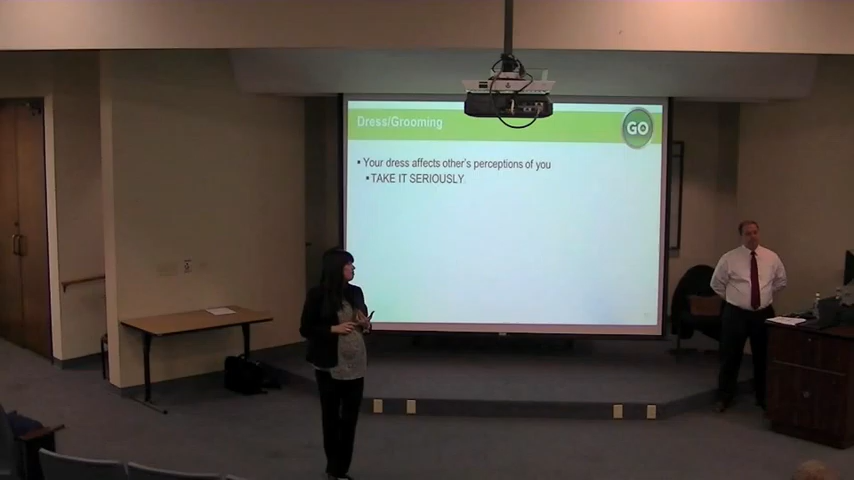 Dress/Grooming
GO
▪ Your dress affects other's perceptions of you
▪TAKE IT SERIOUSLY